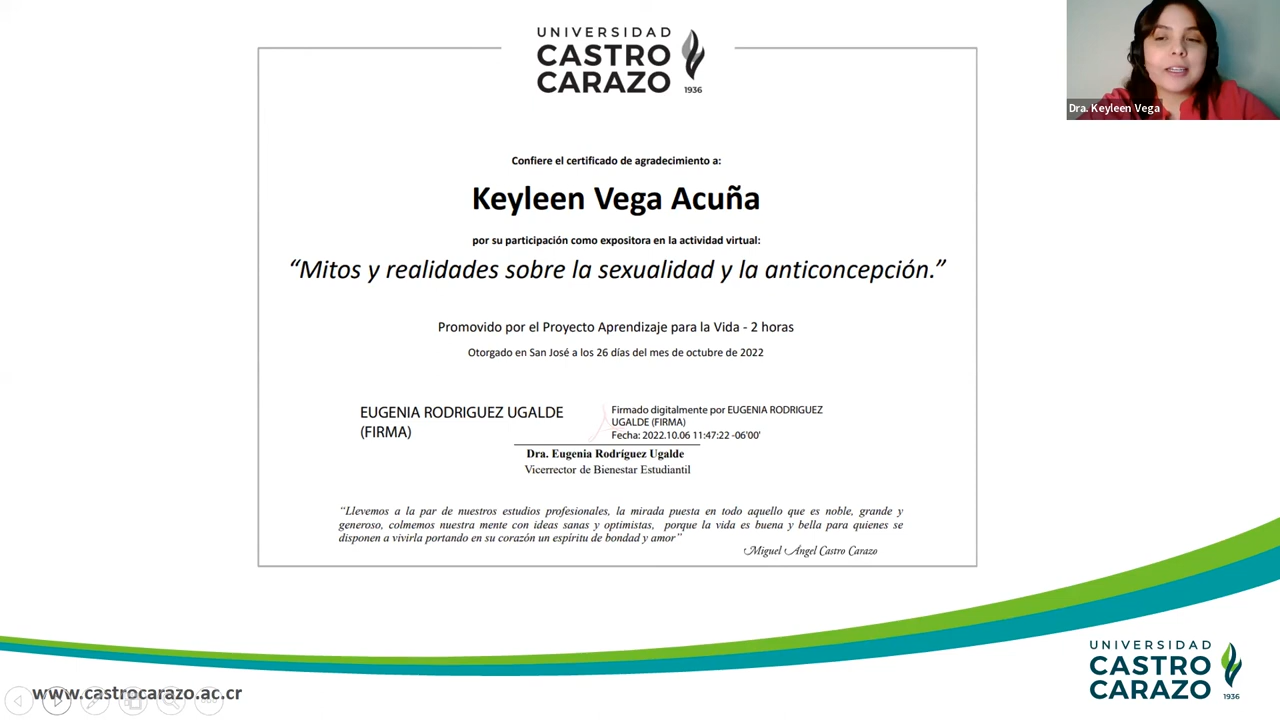 UNIVERSIDAD
CASTRO
CARAZO
1936
Dra. Keyleen Vega
Confiere el certificado de agradecimiento a:
Keyleen Vega Acuña
por su participación como expositora en la actividad virtual:
“Mitos y realidades sobre la sexualidad y la anticoncepción.”
Promovido por el Proyecto Aprendizaje para la Vida - 2 horas
Otorgado en San José a los 26 días del mes de octubre de 2022
EUGENIA RODRIGUEZ UGALDE
(FIRMA)
Firmado digitalmente por EUGENIA RODRIGUEZ
UGALDE (FIRMA)
Fecha: 2022.10.06 11:47:22 -06'00'
Dra. Eugenia Rodríguez Ugalde
Vicerrector de Bienestar Estudiantil
“Llevemos a la par de nuestros estudios profesionales, la mirada puesta en todo aquello que es noble, grande y
generoso, colmemos nuestra mente con ideas sanas y optimistas, porque la vida es buena y bella para quienes se
disponen a vivirla portando en su corazón un espíritu de bondad y amor”
Miguel Ángel Castro Carazo
www.castrocarazo.ac.cr
UNIVERSIDAD
CASTRO
CARAZO
1936